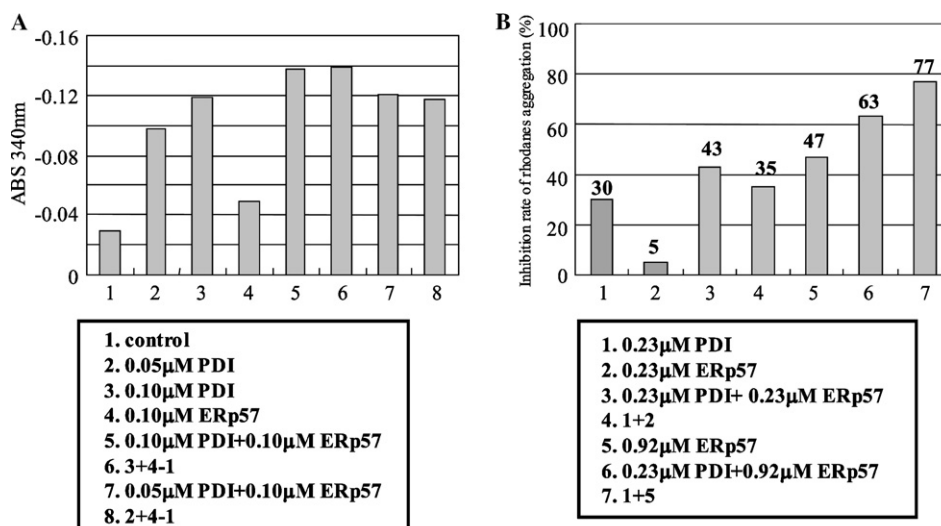 A
ABS 340nm
-0.16
-0.12
-0.08
-0.04
0
1 2 3 4 5 6 7 8
1. control
2. 0.05μM PDI
3. 0.10μM PDI
4. 0.10μM ERp57
5. 0.10μM PDI+0.10μM ERp57
6. 3+4-1
7. 0.05μM PDI+0.10μM ERp57
8. 2+4-1
B
Inhibition rate of rhodanes aggregation (%)
100
80
60
40
20
0
30 5 43 35 47 63 77
1 2 3 4 5 6 7
1. 0.23μM PDI
2. 0.23μM ERp57
3. 0.23μM PDI+ 0.23μM ERp57
4. 1+2
5. 0.92μM ERp57
6. 0.23μM PDI+0.92μM ERp57
7. 1+5